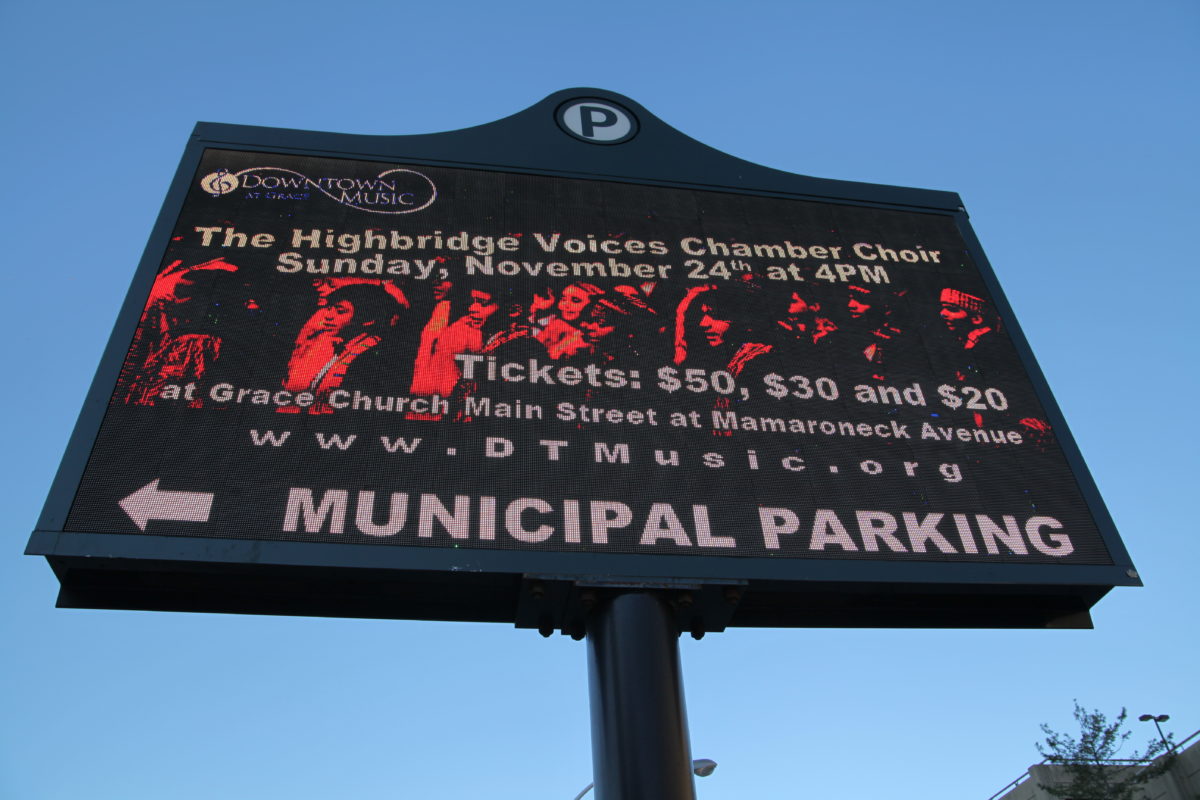 P
DOWNTOWN
MUSIC
AT GRACE
The Highbridge Voices Chamber Choir
Sunday, November 24th at 4PM
Tickets: $50, $30 and $20
at Grace Church Main Street at Mamaroneck Avenue
www.DTMusic.org
MUNICIPAL PARKING